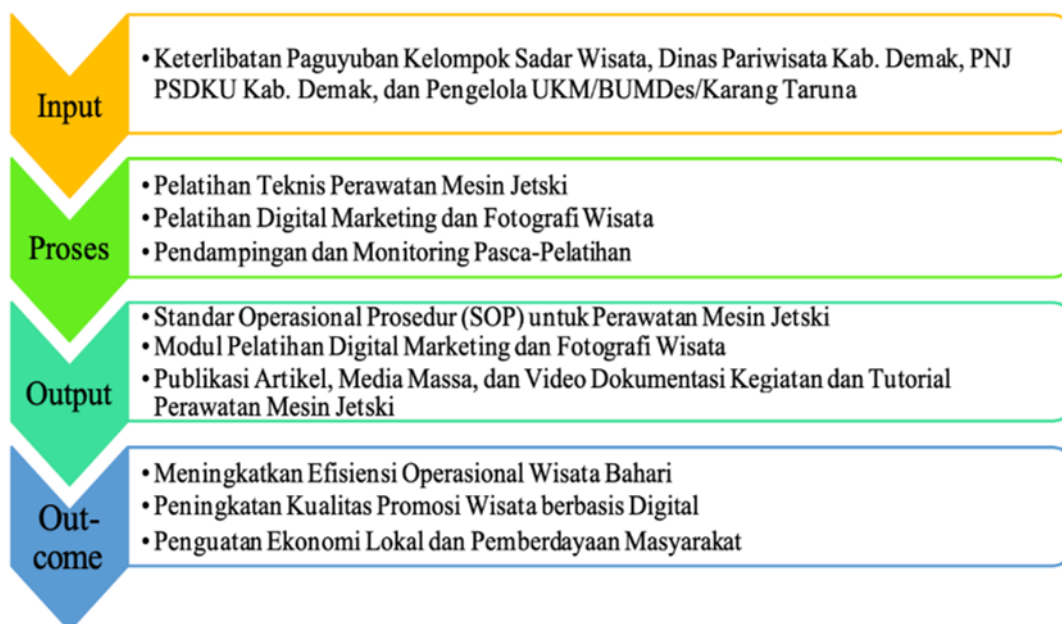 Input
• Keterlibatan Paguyuban Kelompok Sadar Wisata, Dinas Pariwisata Kab. Demak, PNJ
PSDKU Kab. Demak, dan Pengelola UKM/BUMDes/Karang Taruna
Proses
• Pelatihan Teknis Perawatan Mesin Jetski
• Pelatihan Digital Marketing dan Fotografi Wisata
• Pendampingan dan Monitoring Pasca-Pelatihan
Output
• Standar Operasional Prosedur (SOP) untuk Perawatan Mesin Jetski
• Modul Pelatihan Digital Marketing dan Fotografi Wisata
• Publikasi Artikel, Media Massa, dan Video Dokumentasi Kegiatan dan Tutorial
Perawatan Mesin Jetski
Out-
come
• Meningkatkan Efisiensi Operasional Wisata Bahari
• Peningkatan Kualitas Promosi Wisata berbasis Digital
• Penguatan Ekonomi Lokal dan Pemberdayaan Masyarakat